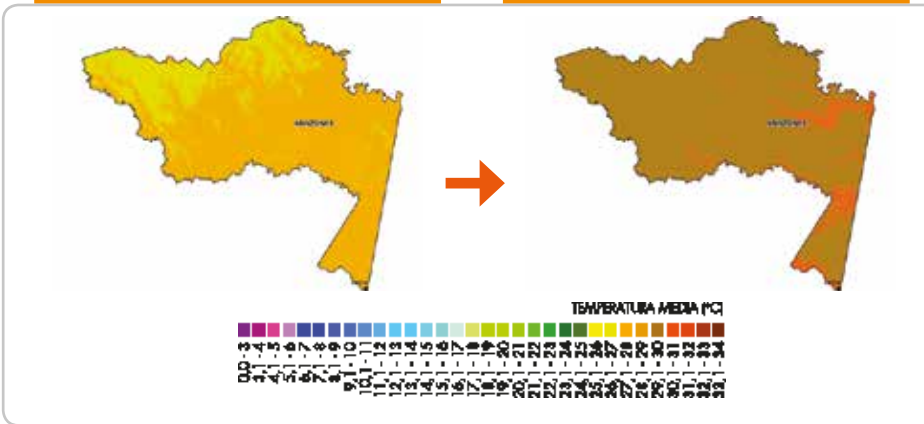 AMAZONAS
AMAZONAS
TEMPERATURA MEDIA (°C)
0,0 - 3
3,1 - 4
4,1 - 5
5,1 - 6
6,1 - 7
7,1 - 8
8,1 - 9
9,1 - 10
10,1 - 11
11,1 - 12
12,1 - 13
13,1 - 14
14,1 - 15
15,1 - 16
16,1 - 17
17,1 - 18
18,1 - 19
19,1 - 20
20,1 - 21
21,1 - 22
22,1 - 23
23,1 - 24
24,1 - 25
25,1 - 26
26,1 - 27
27,1 - 28
28,1 - 29
29,1 - 30
30,1 - 31
31,1 - 32
32,1 - 33
33,1 - 34